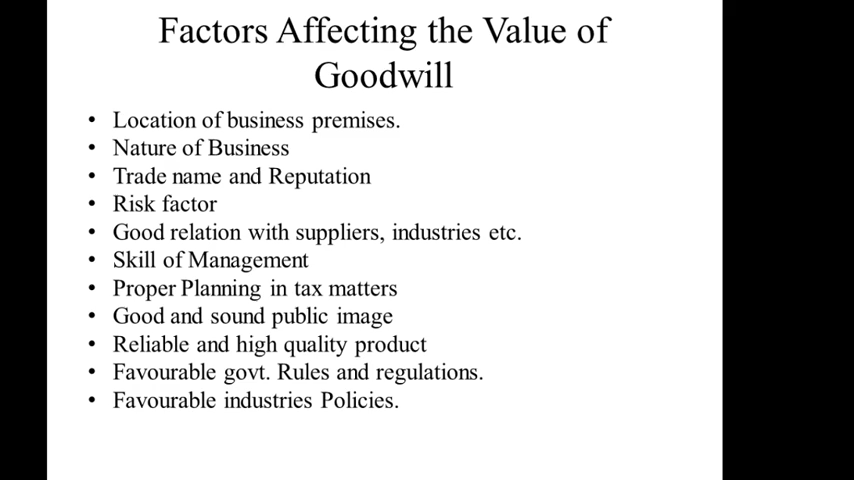 Factors Affecting the Value of
Goodwill
• Location of business premises.
• Nature of Business
• Trade name and Reputation
• Risk factor
• Good relation with suppliers, industries etc.
• Skill of Management
• Proper Planning in tax matters
• Good and sound public image
• Reliable and high quality product
• Favourable govt. Rules and regulations.
• Favourable industries Policies.